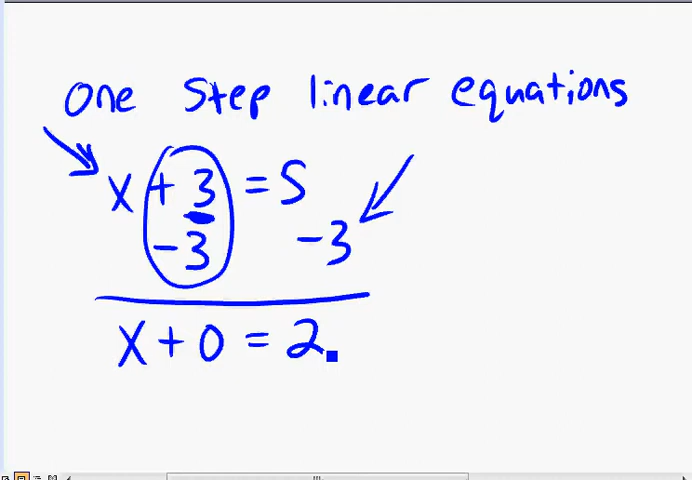 One Step linear equations
x + 3 = 5
- 3 - 3
x + 0 = 2